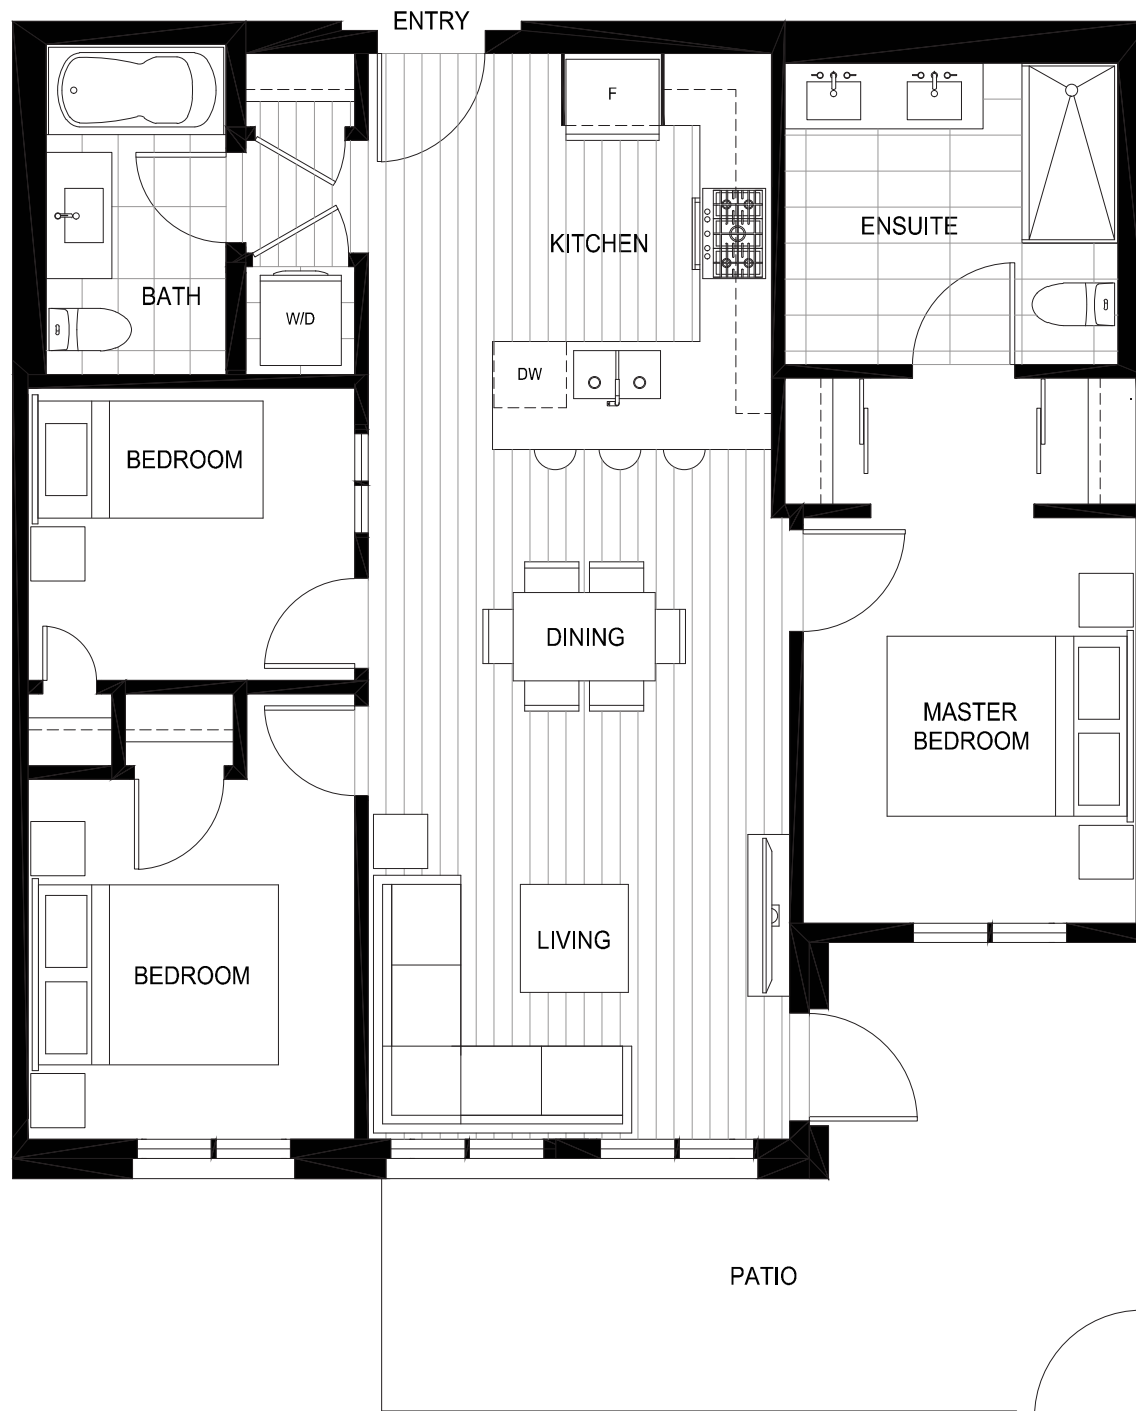 ENTRY
F
KITCHEN
ENSUITE
BATH
W/D
DW
BEDROOM
DINING
MASTER
BEDROOM
LIVING
BEDROOM
PATIO